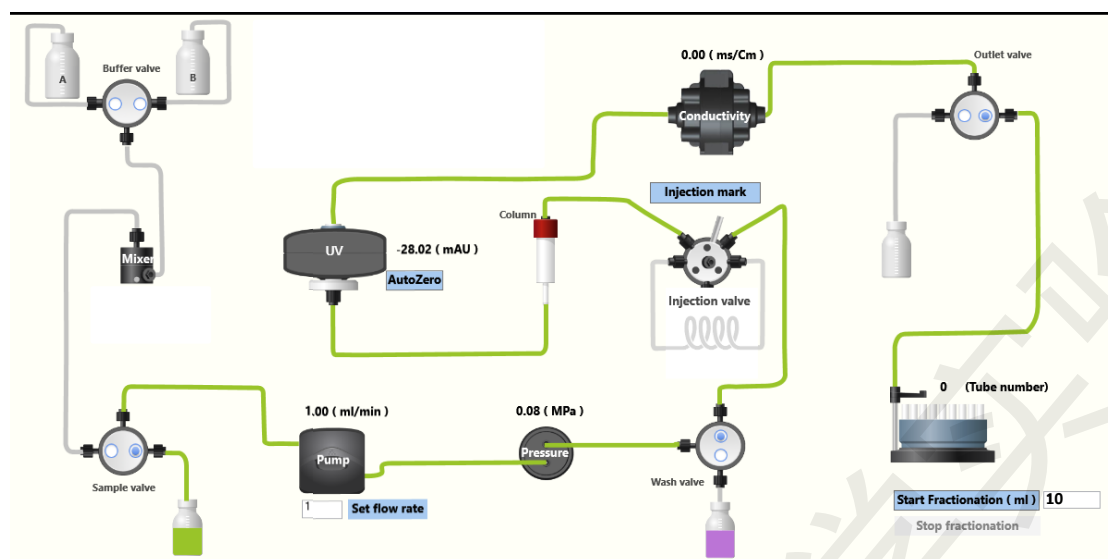 A
B
Buffer valve
Mixer
0.00 ( ms/Cm )
Conductivity
Outlet valve
Injection mark
Column
UV
-28.02 ( mAU )
AutoZero
Injection valve
1.00 ( ml/min )
0.08 ( MPa )
0 (Tube number)
Pump
Pressure
Sample valve
Wash valve
1 Set flow rate
Start Fractionation ( ml ) 10
Stop fractionation